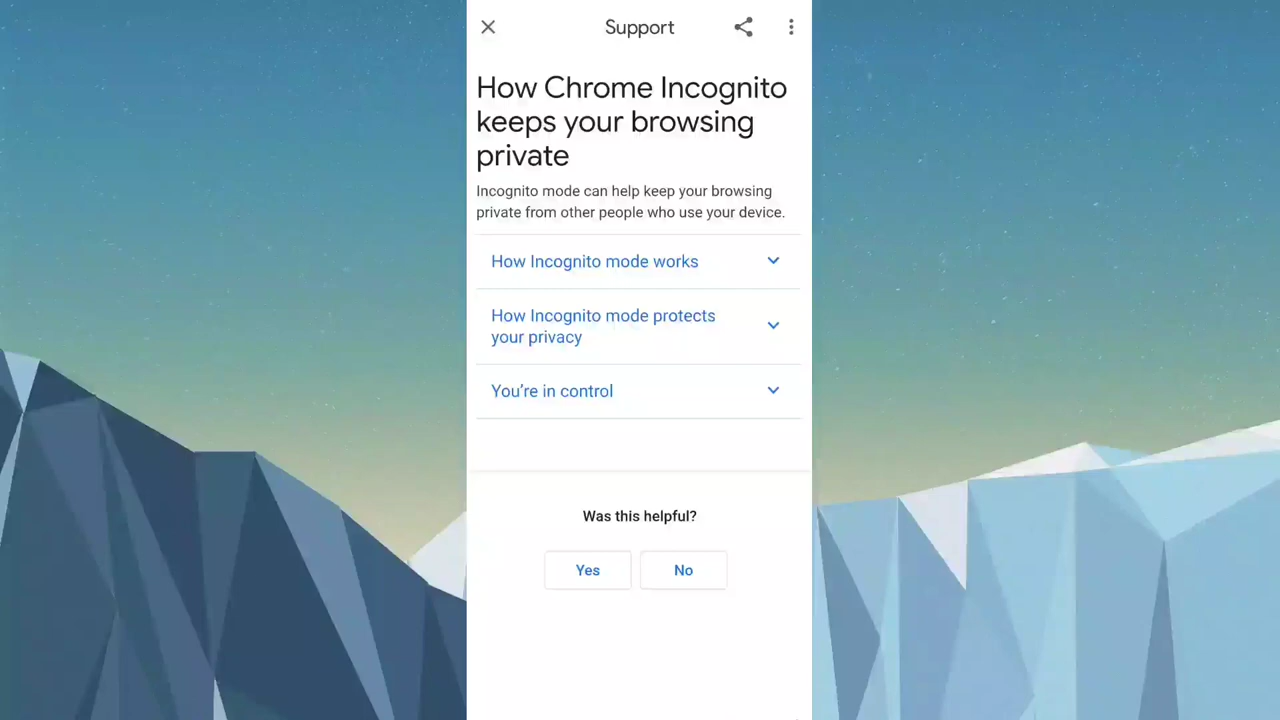 Support
How Chrome Incognito
keeps your browsing
private
Incognito mode can help keep your browsing
private from other people who use your device.
How Incognito mode works
How Incognito mode protects
your privacy
You’re in control
Was this helpful?
Yes
No